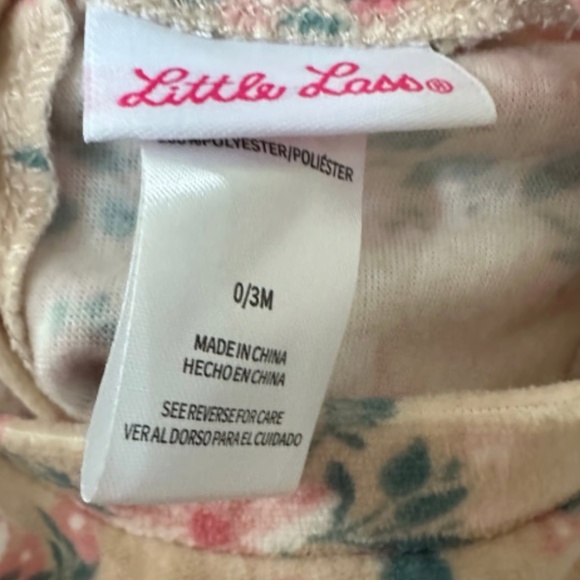 Little Lass®
100% POLYESTER/POLIÉSTER
0/3M
MADE IN CHINA
HECHO EN CHINA
SEE REVERSE FOR CARE
VER AL DORSO PARA EL CUIDADO